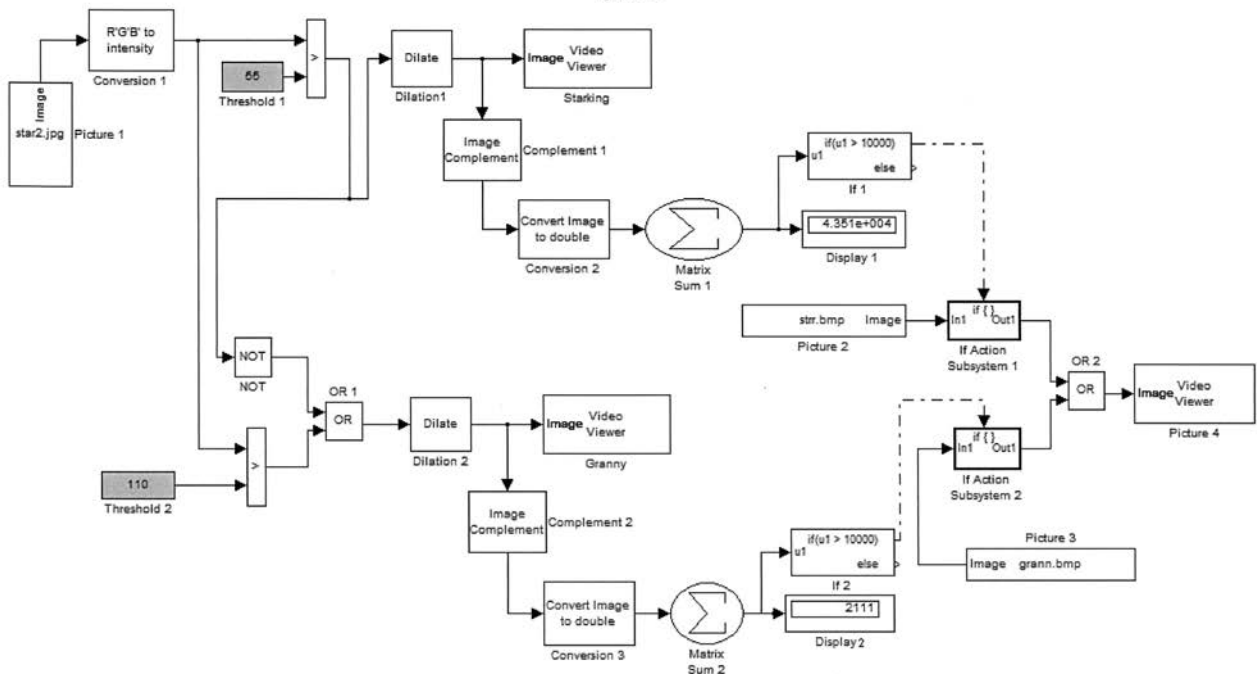 R'G'B' to
intensity
Conversion 1
Image
star2.jpg
Picture 1
55
Threshold 1
>
Dilate
Dilation1
Image
Video
Viewer
Starking
Image
Complement
Complement 1
Convert Image
to double
Conversion 2
Matrix
Sum 1
u1
if(u1 > 10000)
else
If 1
4.351e+004
Display 1
strr.bmp Image
Picture 2
if { }
In1 Out1
If Action
Subsystem 1
NOT
NOT
OR 1
OR
110
Threshold 2
>
Dilate
Dilation 2
Image
Video
Viewer
Granny
Image
Complement
Complement 2
Convert Image
to double
Conversion 3
Matrix
Sum 2
u1
if(u1 > 10000)
else
If 2
2111
Display2
if { }
In1 Out1
If Action
Subsystem 2
Picture 3
Image grann.bmp
OR 2
OR
Image
Video
Viewer
Picture 4